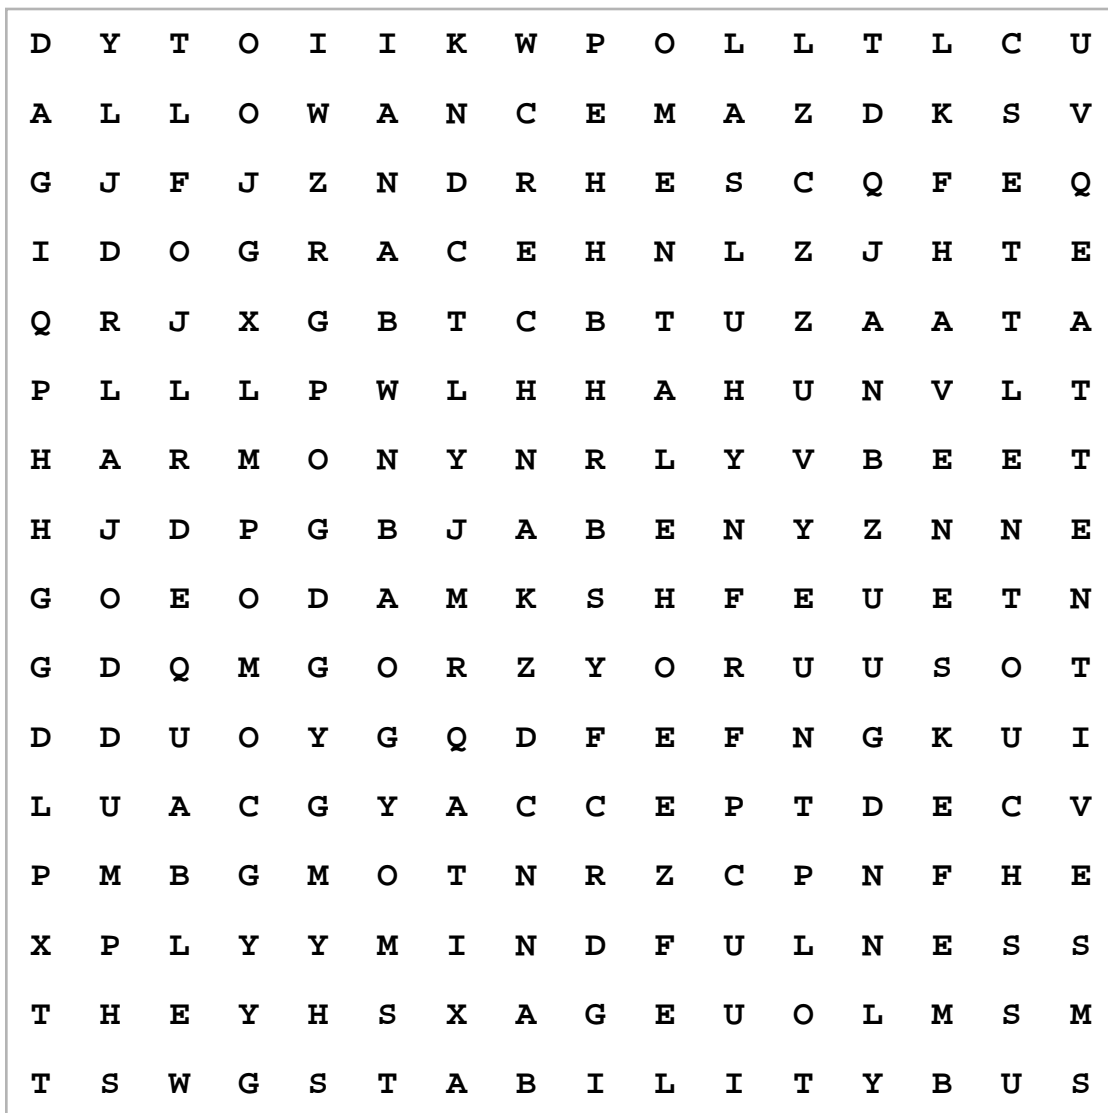 D Y T O I I K W P O L L T L C U
A L L O W A N C E M A Z D K S V
G J F J Z N D R H E S C Q F E Q
I D O G R A C E H N L Z J H T E
Q R J X G B T C B T U Z A A T A
P L L L P W L H H A H U N V L T
H A R M O N Y N R L Y V B E E T
H J D P G B J A B E N Y Z N N E
G O E O D A M K S H F E U E T N
G D Q M G O R Z Y O R U U S O T
D D U O Y G Q D F E F N G K U I
L U A C G Y A C C E P T D E C V
P M B G M O T N R Z C P N F H E
X P L Y Y M I N D F U L N E S S
T H E Y H S X A G E U O L M S M
T S W G S T A B I L I T Y B U S